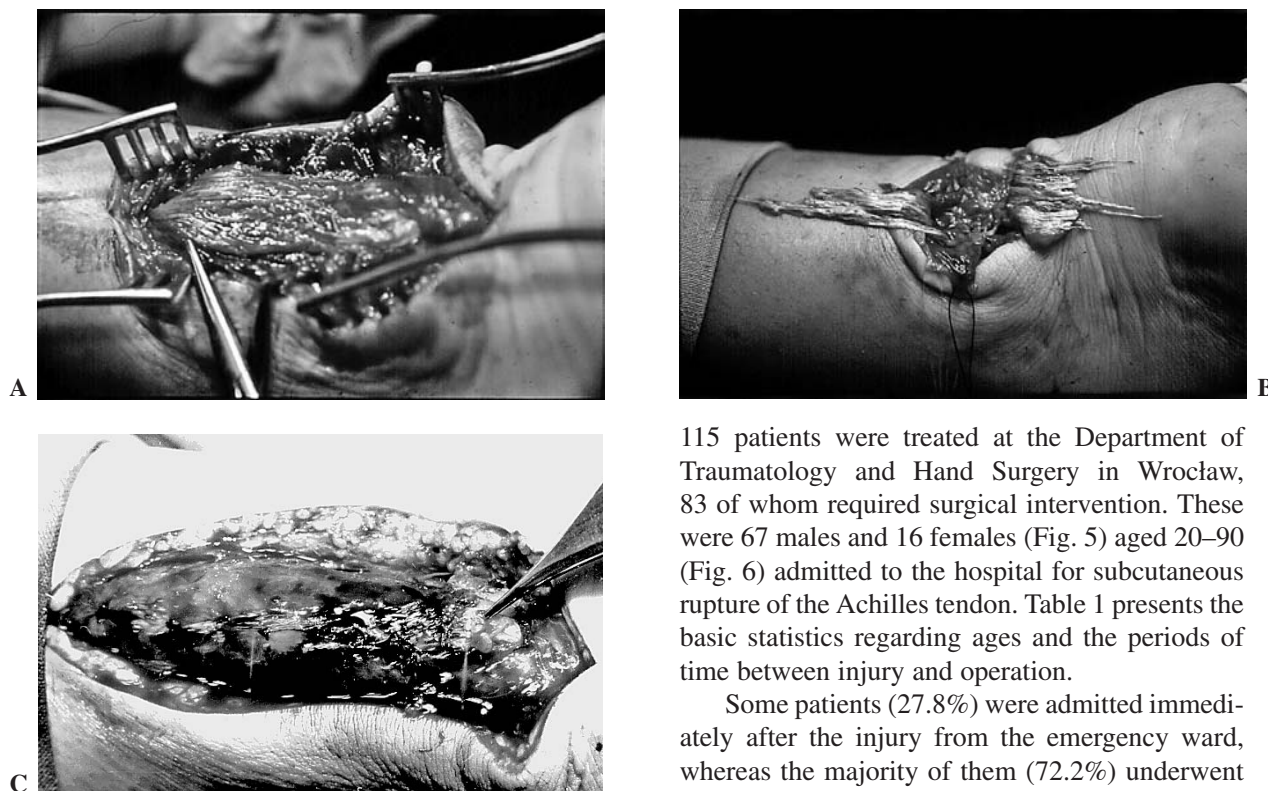 A
B
115 patients were treated at the Department of
Traumatology and Hand Surgery in Wrocław,
83 of whom required surgical intervention. These
were 67 males and 16 females (Fig. 5) aged 20–90
(Fig. 6) admitted to the hospital for subcutaneous
rupture of the Achilles tendon. Table 1 presents the
basic statistics regarding ages and the periods of
time between injury and operation.
Some patients (27.8%) were admitted immedi-
ately after the injury from the emergency ward,
whereas the majority of them (72.2%) underwent
C